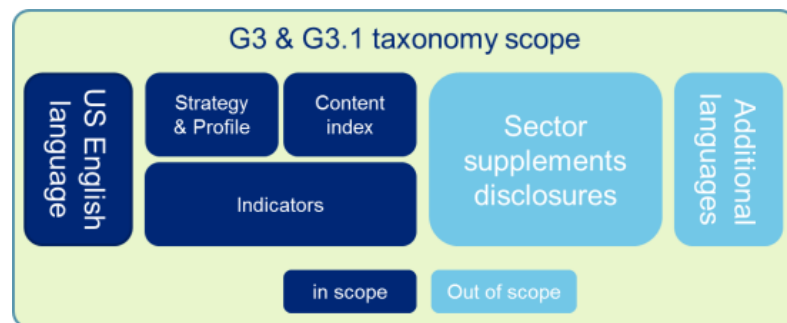 G3 & G3.1 taxonomy scope
US English
language
Strategy
& Profile
Content
index
Indicators
Sector
supplements
disclosures
Additional
languages
in scope
Out of scope